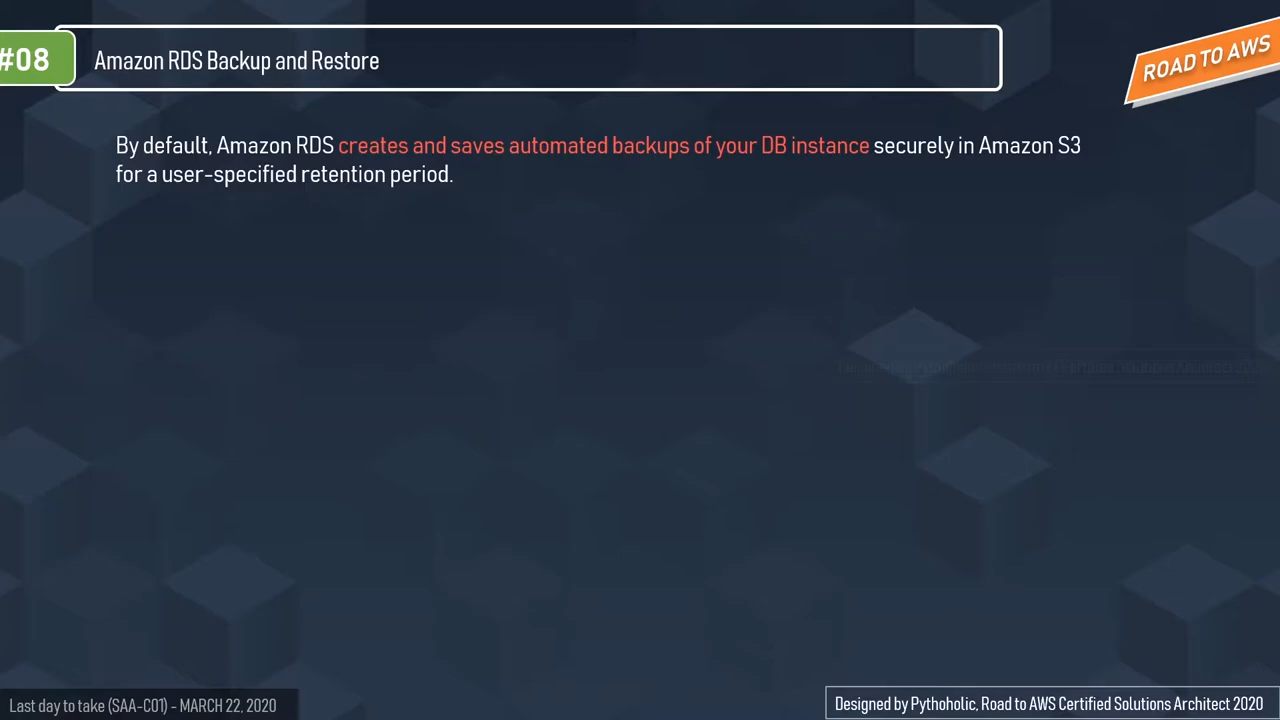 #08
Amazon RDS Backup and Restore
ROAD TO AWS
By default, Amazon RDS creates and saves automated backups of your DB instance securely in Amazon S3
for a user-specified retention period.
Last day to take (SAA-C01) - MARCH 22, 2020
Designed by Pythoholic, Road to AWS Certified Solutions Architect 2020